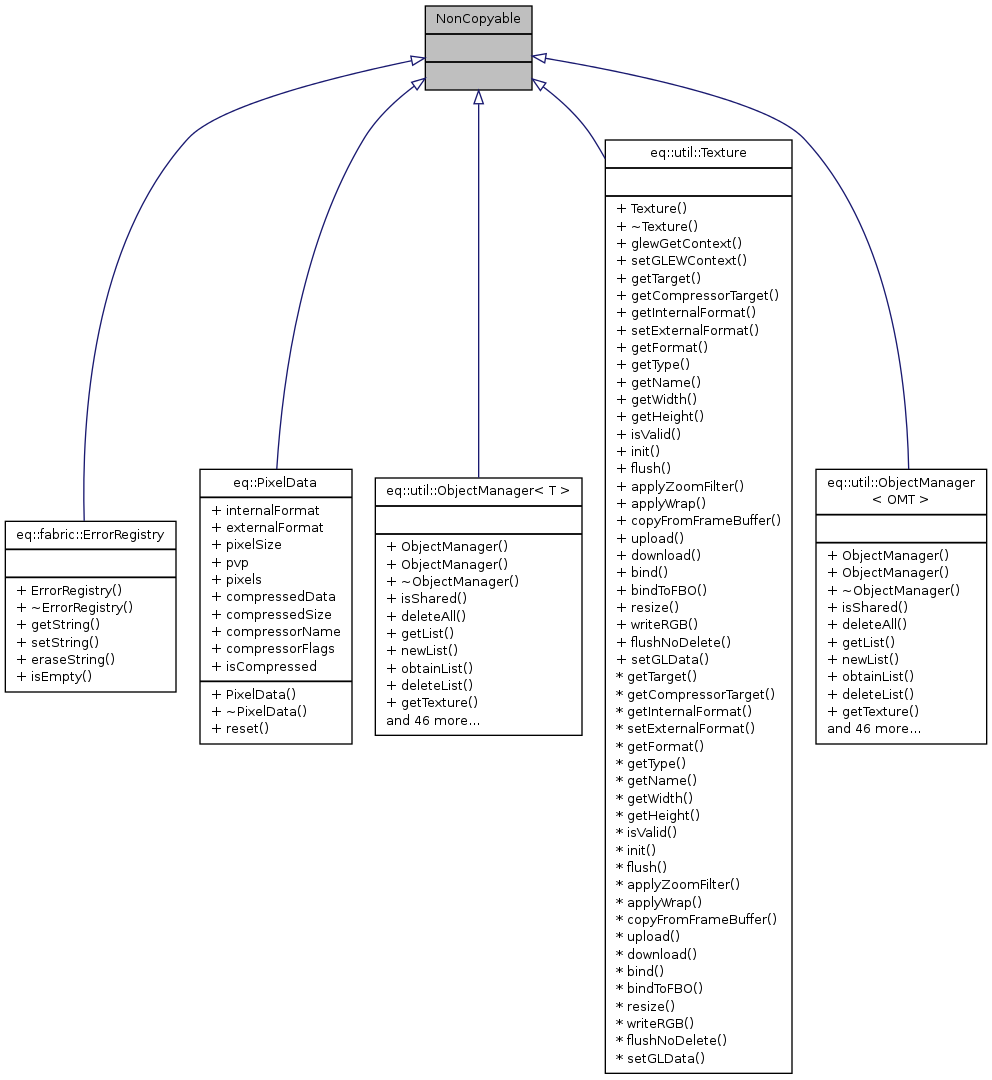 NonCopyable
eq::fabric::ErrorRegistry
+ ErrorRegistry()
+ ~ErrorRegistry()
+ getString()
+ setString()
+ eraseString()
+ isEmpty()
eq::PixelData
+ internalFormat
+ externalFormat
+ pixelSize
+ pvp
+ pixels
+ compressedData
+ compressedSize
+ compressorName
+ compressorFlags
+ isCompressed
+ PixelData()
+ ~PixelData()
+ reset()
eq::util::ObjectManager< T >
+ ObjectManager()
+ ObjectManager()
+ ~ObjectManager()
+ isShared()
+ deleteAll()
+ getList()
+ newList()
+ obtainList()
+ deleteList()
+ getTexture()
and 46 more...
eq::util::Texture
+ Texture()
+ ~Texture()
+ glewGetContext()
+ setGLEWContext()
+ getTarget()
+ getCompressorTarget()
+ getInternalFormat()
+ setExternalFormat()
+ getFormat()
+ getType()
+ getName()
+ getWidth()
+ getHeight()
+ isValid()
+ init()
+ flush()
+ applyZoomFilter()
+ applyWrap()
+ copyFromFrameBuffer()
+ upload()
+ download()
+ bind()
+ bindToFBO()
+ resize()
+ writeRGB()
+ flushNoDelete()
+ setGLData()
* getTarget()
* getCompressorTarget()
* getInternalFormat()
* setExternalFormat()
* getFormat()
* getType()
* getName()
* getWidth()
* getHeight()
* isValid()
* init()
* flush()
* applyZoomFilter()
* applyWrap()
* copyFromFrameBuffer()
* upload()
* download()
* bind()
* bindToFBO()
* resize()
* writeRGB()
* flushNoDelete()
* setGLData()
eq::util::ObjectManager
< OMT >
+ ObjectManager()
+ ObjectManager()
+ ~ObjectManager()
+ isShared()
+ deleteAll()
+ getList()
+ newList()
+ obtainList()
+ deleteList()
+ getTexture()
and 46 more...